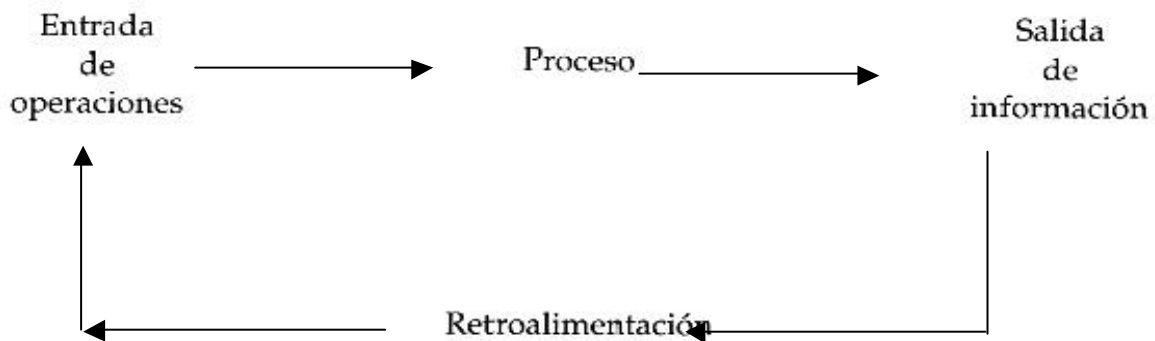 Entrada
de
operaciones
Proceso
Salida
de
información
Retroalimentación